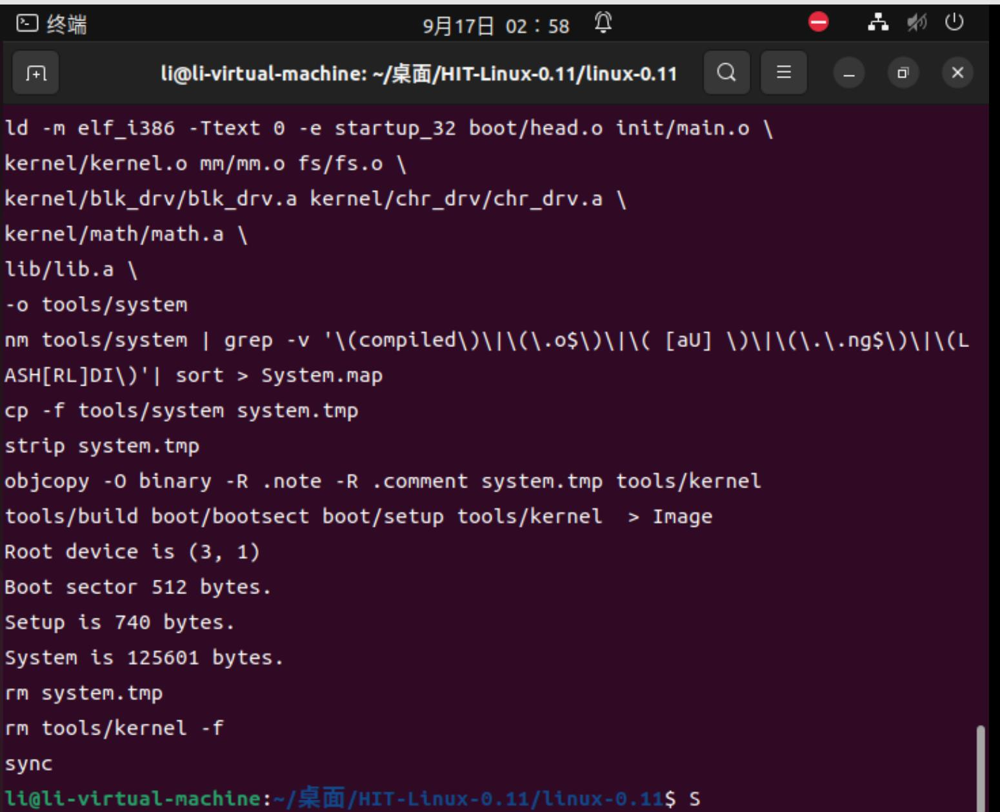 终端
9月17日 02：58
li@li-virtual-machine: ~/桌面/HIT-Linux-0.11/linux-0.11
ld -m elf_i386 -Ttext 0 -e startup_32 boot/head.o init/main.o \
kernel/kernel.o mm/mm.o fs/fs.o \
kernel/blk_drv/blk_drv.a kernel/chr_drv/chr_drv.a \
kernel/math/math.a \
lib/lib.a \
-o tools/system
nm tools/system | grep -v '\(compiled\)\|\(\.o$\)\|\( [aU] \)\|\(\.\.ng$\)\|\(L
ASH[RL]DI\)'| sort > System.map
cp -f tools/system system.tmp
strip system.tmp
objcopy -O binary -R .note -R .comment system.tmp tools/kernel
tools/build boot/bootsect boot/setup tools/kernel  > Image
Root device is (3, 1)
Boot sector 512 bytes.
Setup is 740 bytes.
System is 125601 bytes.
rm system.tmp
rm tools/kernel -f
sync
li@li-virtual-machine:~/桌面/HIT-Linux-0.11/linux-0.11$ S